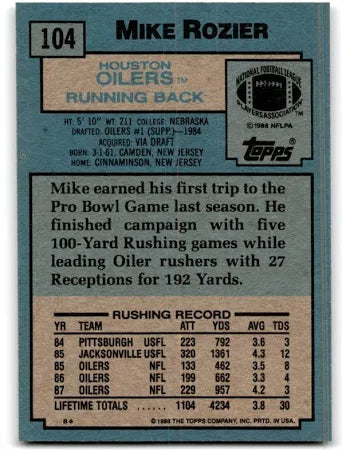 104
MIKE ROZIER
HOUSTON
OILERS™
RUNNING BACK
NATIONAL FOOTBALL LEAGUE
PLAYERS ASSOCIATION
© 1988 NFLPA
topps®
HT: 5' 10" WT: 211 COLLEGE: NEBRASKA
DRAFTED: OILERS #1 (SUPP.)—1984
ACQUIRED: VIA DRAFT
BORN: 3-1-61, CAMDEN, NEW JERSEY
HOME: CINNAMINSON, NEW JERSEY
Mike earned his first trip to the
Pro Bowl Game last season. He
finished campaign with five
100-Yard Rushing games while
leading Oiler rushers with 27
Receptions for 192 Yards.
RUSHING RECORD
YR TEAM ATT YDS AVG TDS
84 PITTSBURGH USFL 223 792 3.6 3
85 JACKSONVILLE USFL 320 1361 4.3 12
85 OILERS NFL 133 462 3.5 8
86 OILERS NFL 199 662 3.3 4
87 OILERS NFL 229 957 4.2 3
LIFETIME TOTALS ..... 1104 4234 3.8 30
B* © 1988 THE TOPPS COMPANY, INC. PRTD. IN USA.